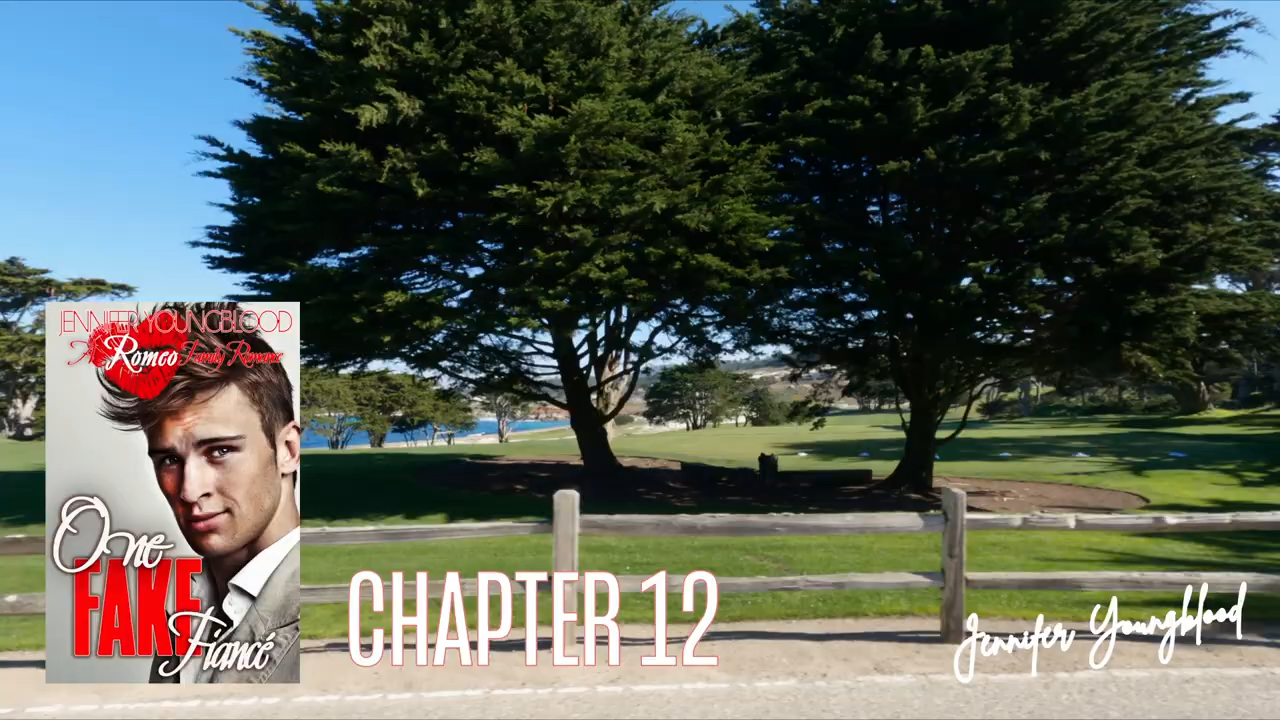 JENNIFER YOUNGBLOOD
A Romeo Family Romance
One
FAKE
Fiancé
CHAPTER 12
Jennifer Youngblood